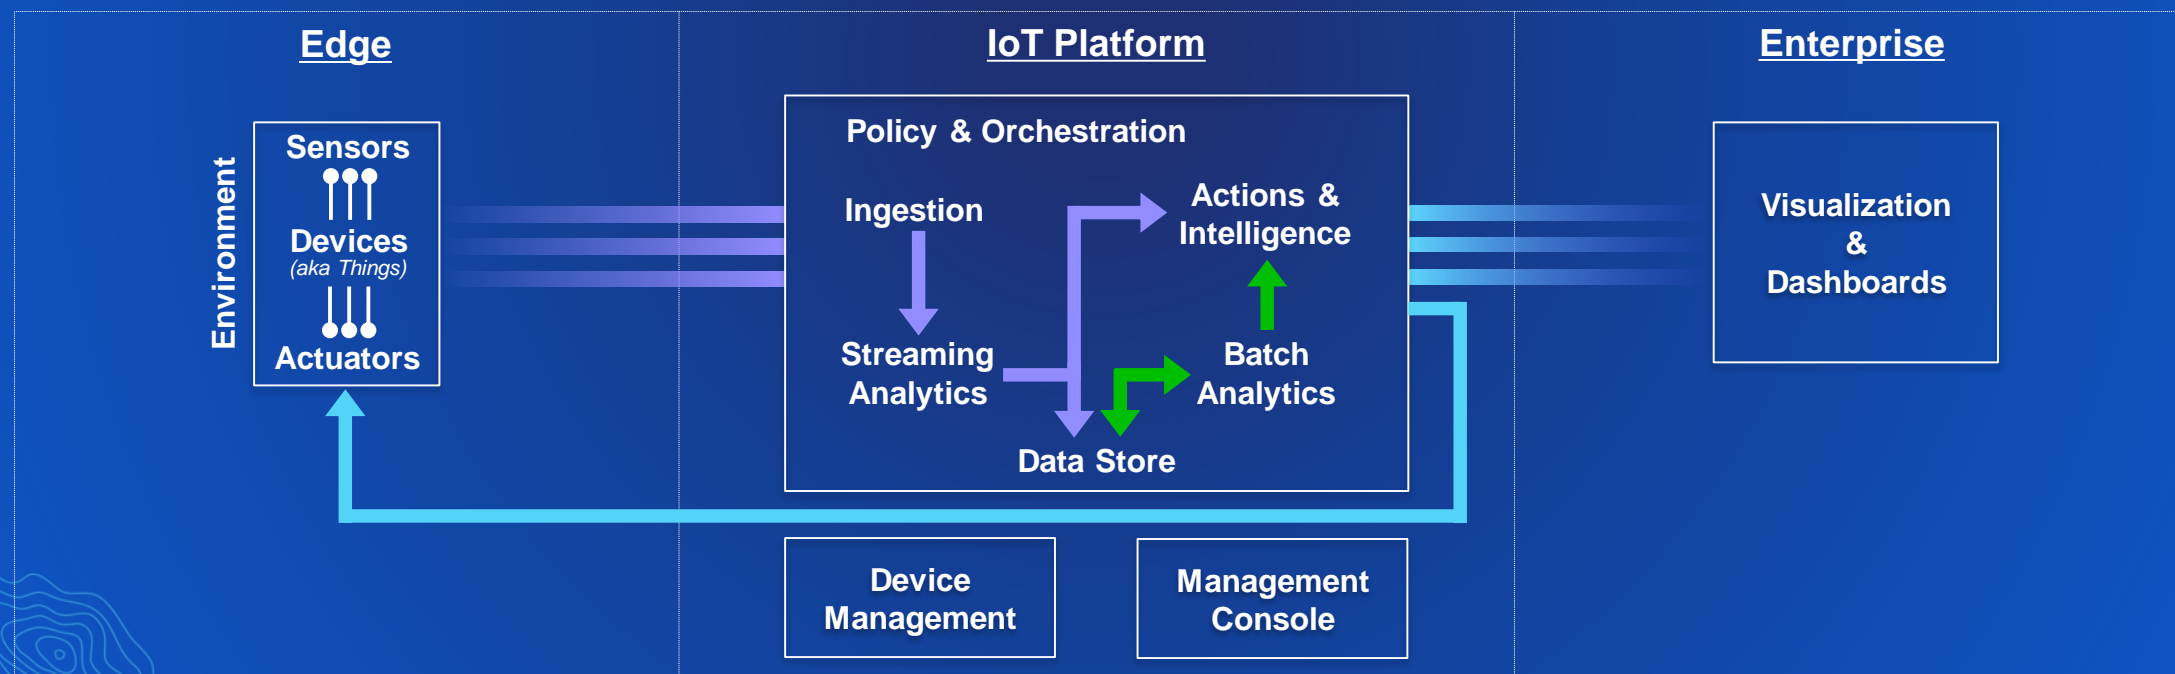 Edge
IoT Platform
Enterprise
Environment
Sensors
Devices
(aka Things)
Actuators
Policy & Orchestration
Ingestion
Streaming
Analytics
Actions &
Intelligence
Batch
Analytics
Data Store
Visualization
&
Dashboards
Device
Management
Management
Console